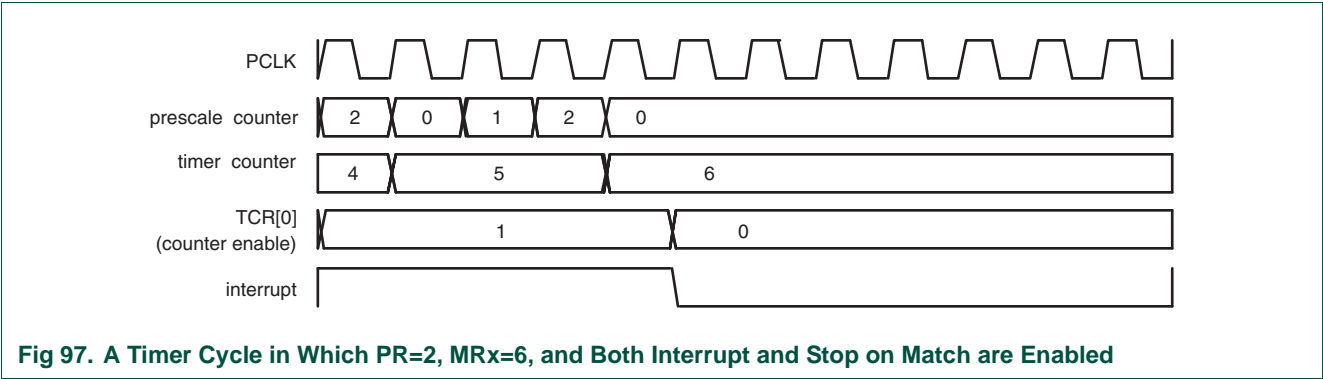 PCLK
prescale counter 2 0 1 2 0
timer counter 4 5 6
TCR[0]
(counter enable) 1 0
interrupt
Fig 97. A Timer Cycle in Which PR=2, MRx=6, and Both Interrupt and Stop on Match are Enabled